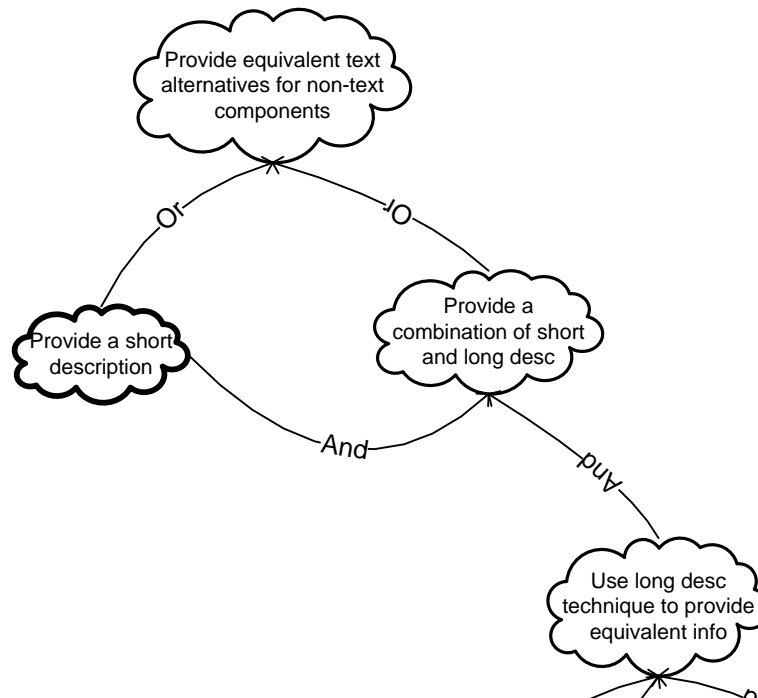 Provide equivalent text
alternatives for non-text
components
Or
Or
Provide a
combination of short
and long desc
Provide a short
description
And
And
Use long desc
technique to provide
equivalent info